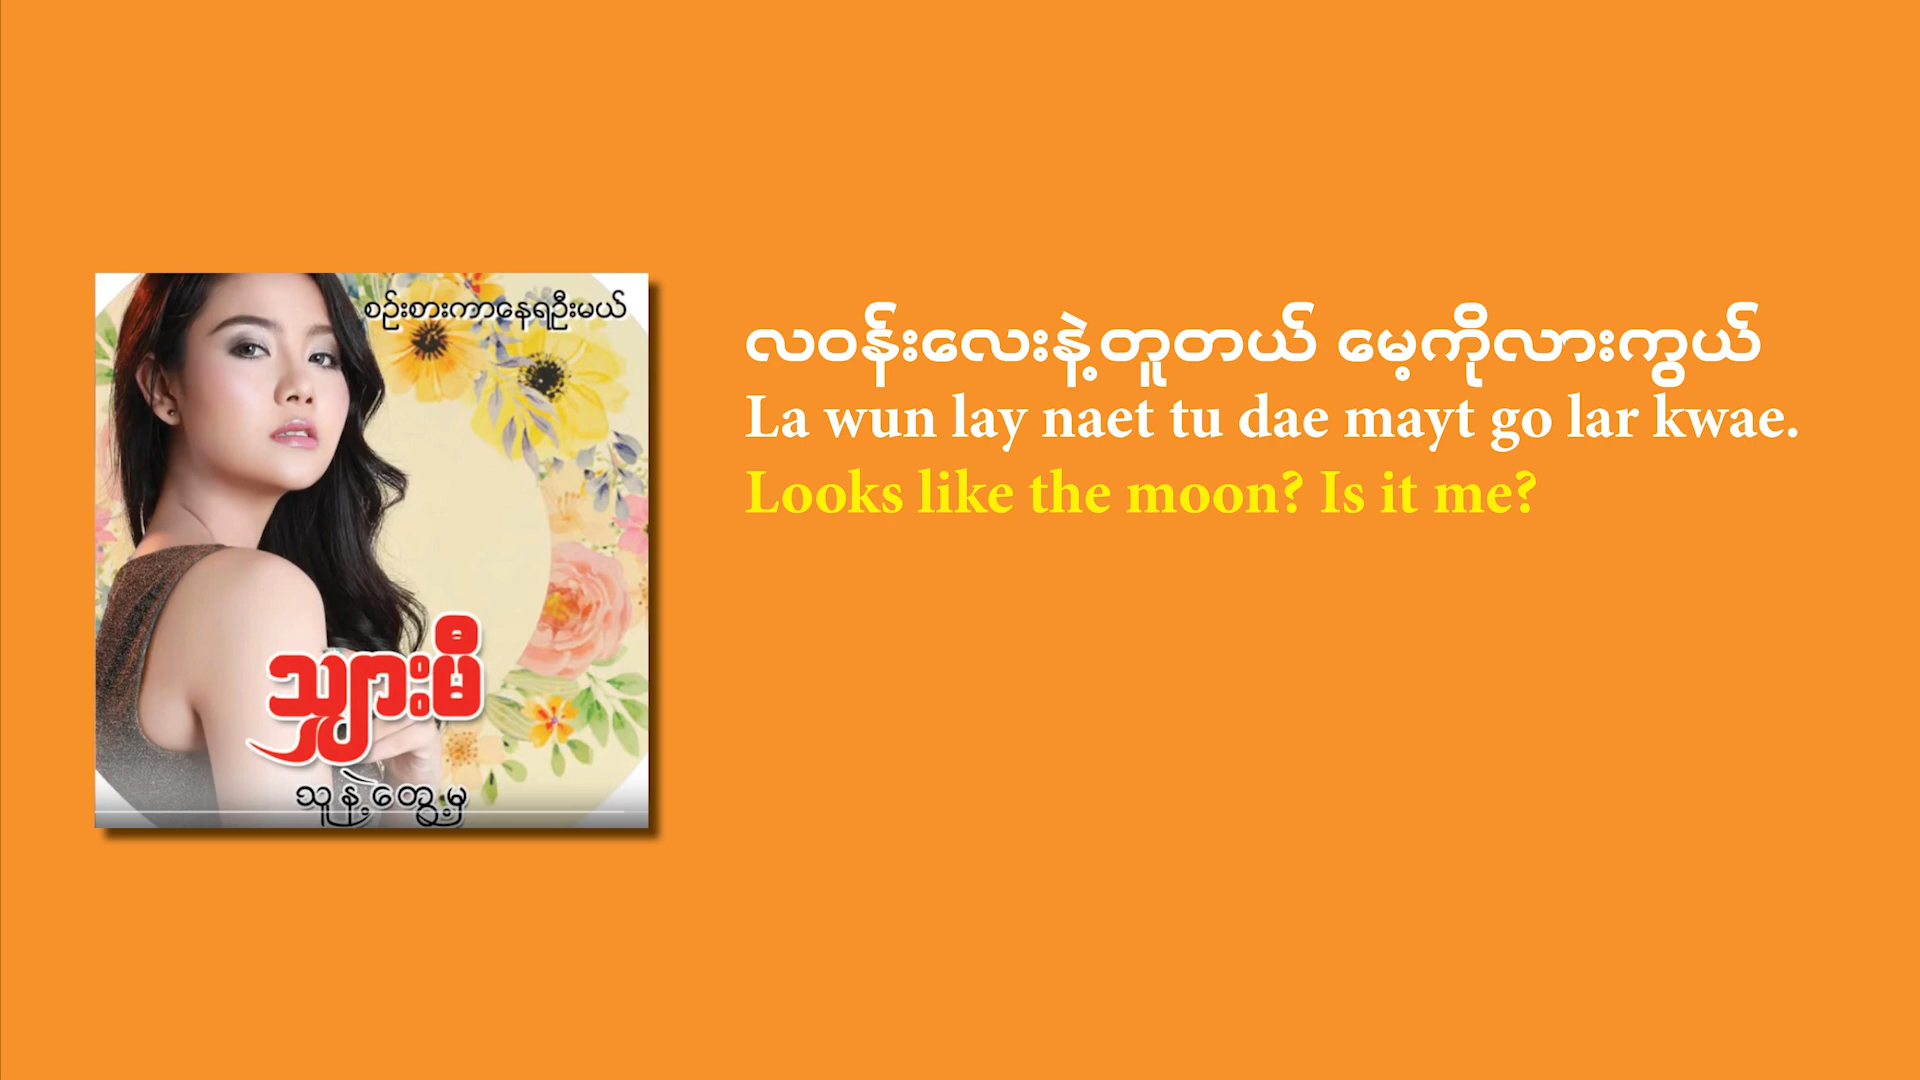 စဉ်းစားကာနေရဦးမယ်
သျှားမီ
သူနဲ့တွေ့မှ
လဝန်းလေးနဲ့တူတယ် မေ့ကိုလားကွယ်
La wun lay naet tu dae mayt go lar kwae.
Looks like the moon? Is it me?